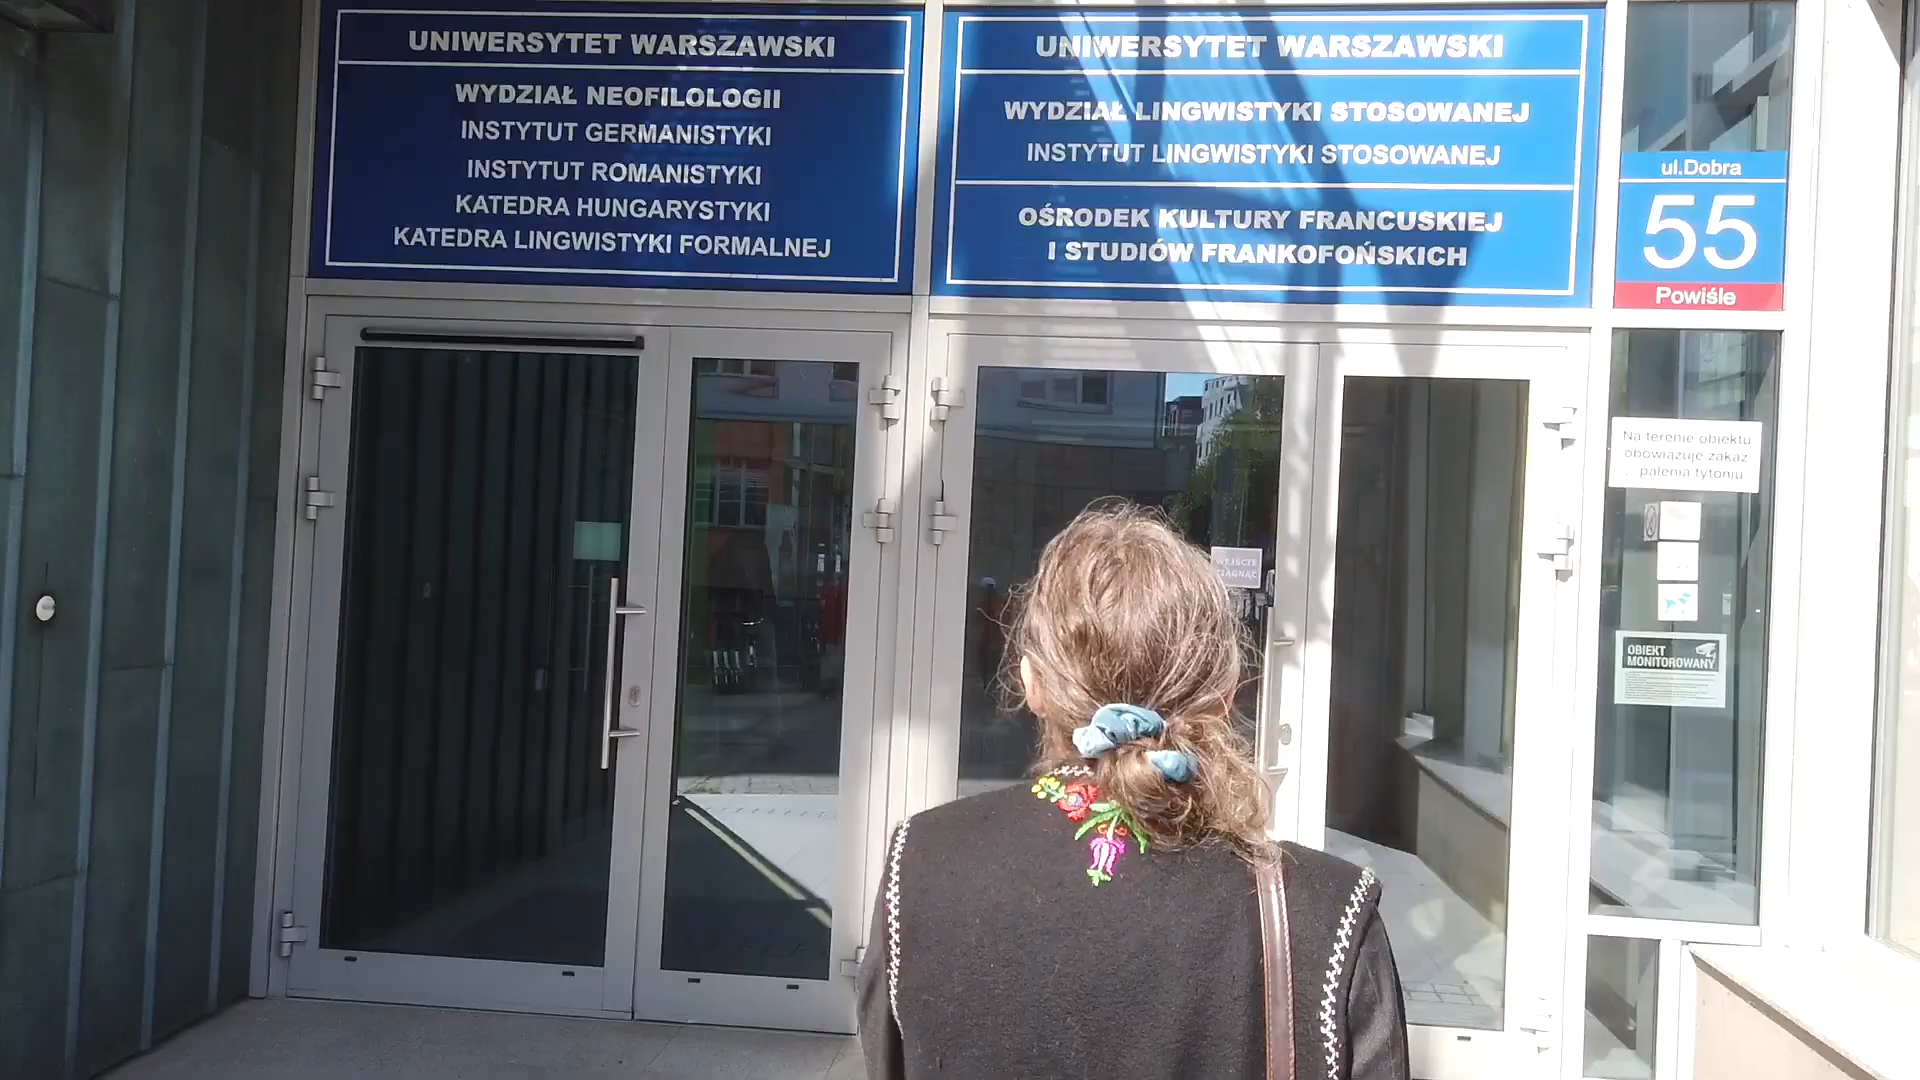 UNIWERSYTET WARSZAWSKI
WYDZIAŁ NEOFILOLOGII
INSTYTUT GERMANISTYKI
INSTYTUT ROMANISTYKI
KATEDRA HUNGARYSTYKI
KATEDRA LINGWISTYKI FORMALNEJ
UNIWERSYTET WARSZAWSKI
WYDZIAŁ LINGWISTYKI STOSOWANEJ
INSTYTUT LINGWISTYKI STOSOWANEJ
OŚRODEK KULTURY FRANCUSKIEJ
I STUDIÓW FRANKOFOŃSKICH
ul.Dobra
55
Powiśle
Na terenie obiektu
obowiązuje zakaz
palenia tytoniu
WEJŚCIE
CIĄGNĄĆ
OBIEKT
MONITOROWANY